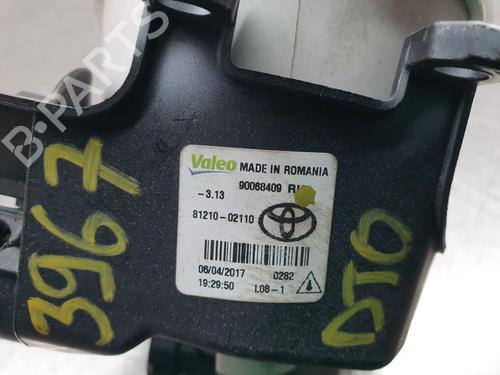 B-PARTS
Valeo MADE IN ROMANIA
90068409
-3.13
81210-02110
06/04/2017 0282
19:29:50 L08-1
3967
DTO